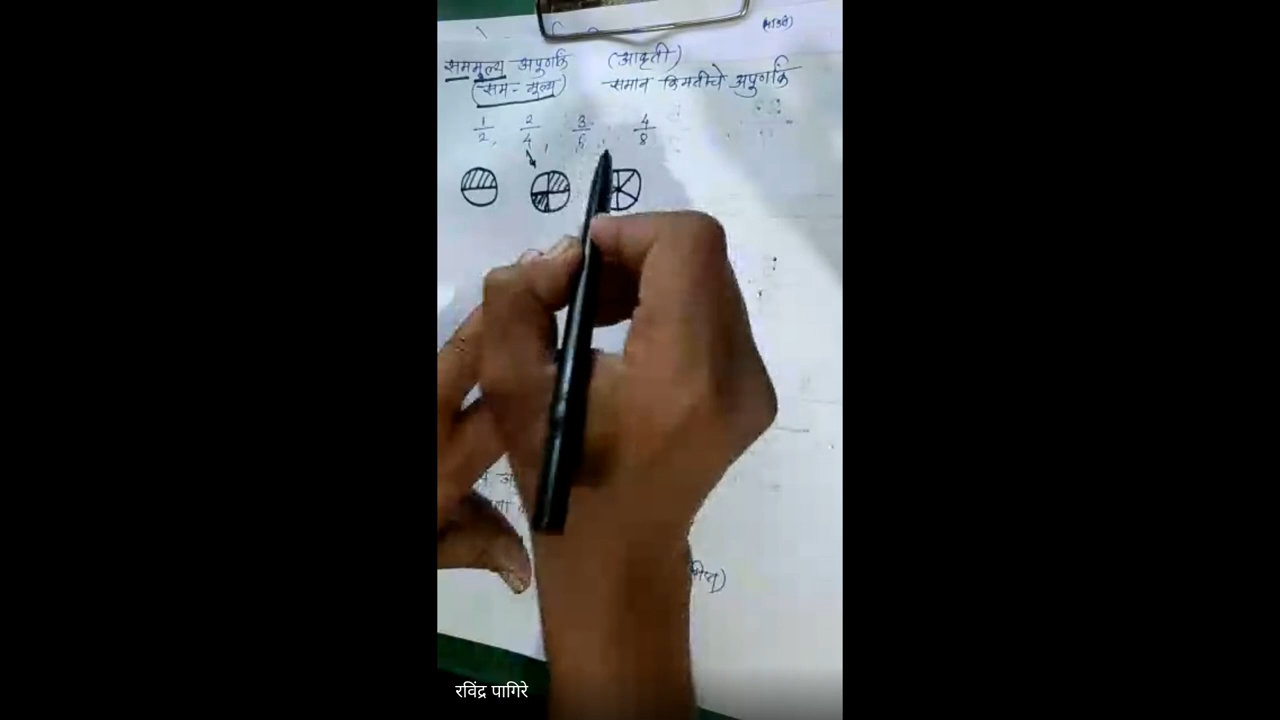 सममूल्य अपूर्णांक (आकृती)
(सम - मूल्य) समान किमतीचे अपूर्णांक
1/2, 2/4, 3/6, 4/8
रविंद्र पागिरे